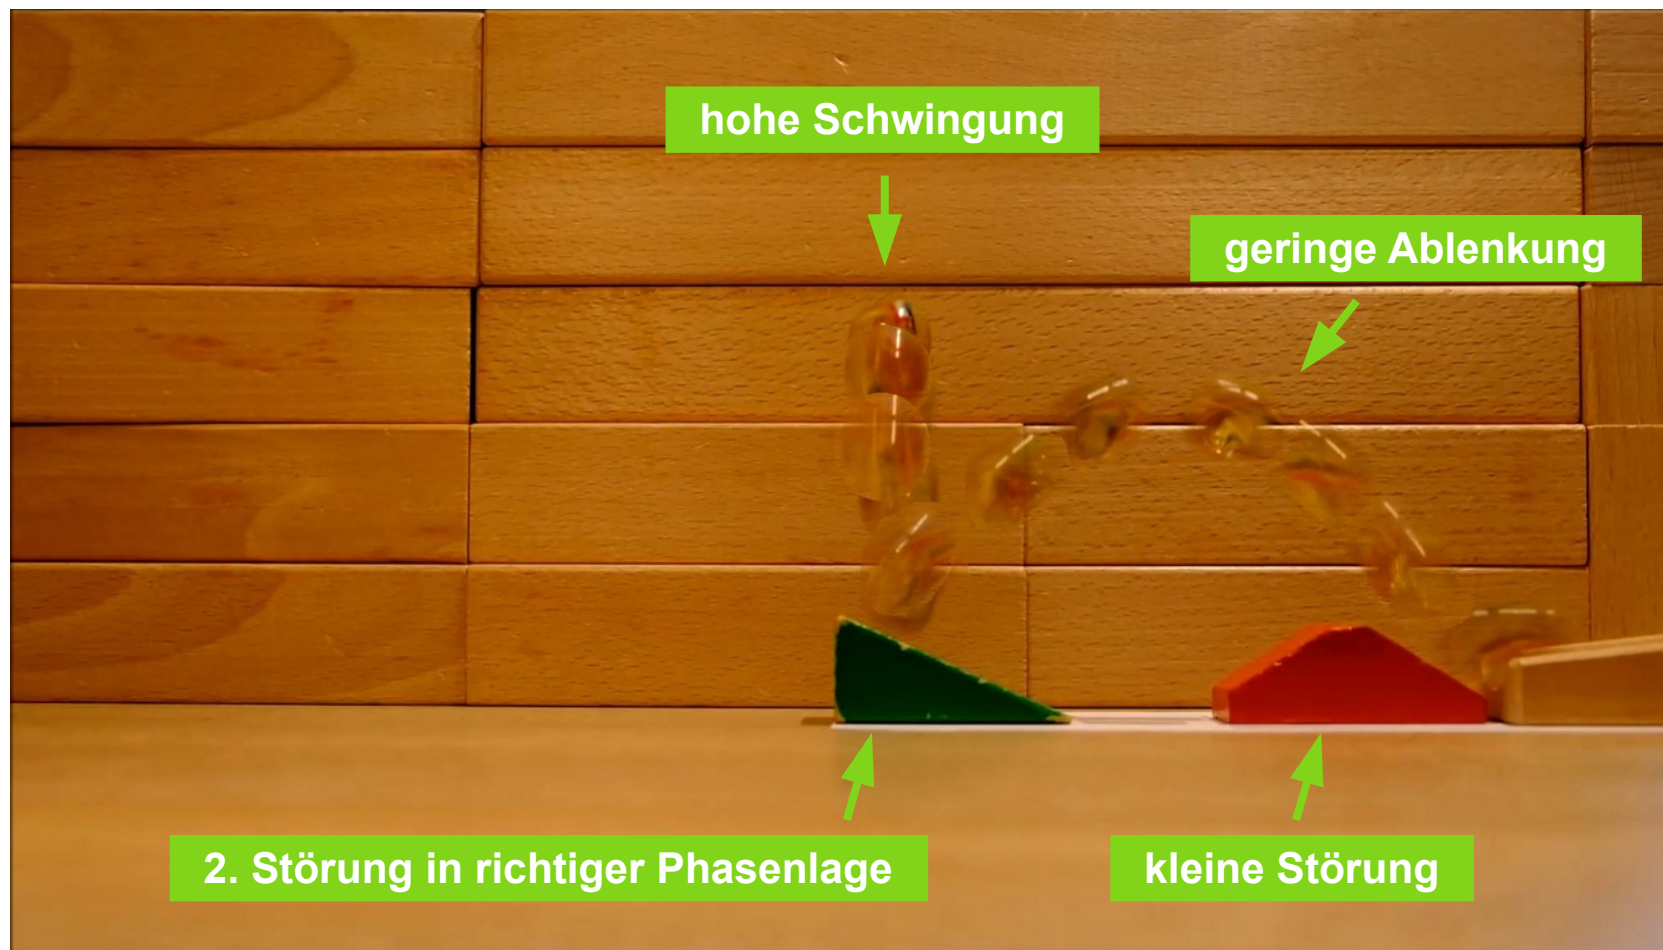 hohe Schwingung
geringe Ablenkung
2. Störung in richtiger Phasenlage
kleine Störung